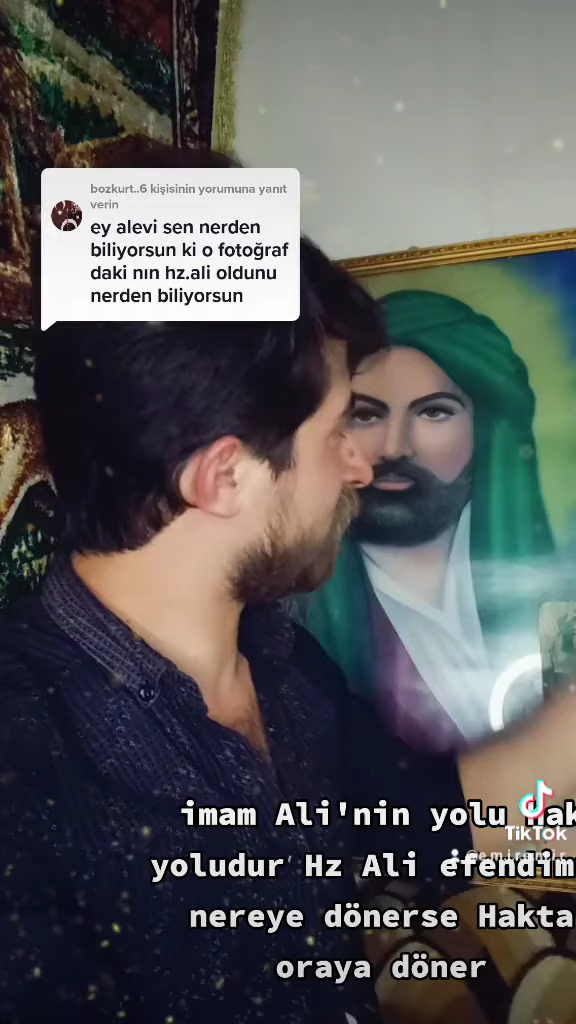 bozkurt..6 kişisinin yorumuna yanıt
verin
ey alevi sen nerden
biliyorsun ki o fotoğraf
daki nın hz.ali oldunu
nerden biliyorsun
imam Ali'nin yolu Hak
yoludur Hz Ali efendim
nereye dönerse Hakta
oraya döner
TikTok